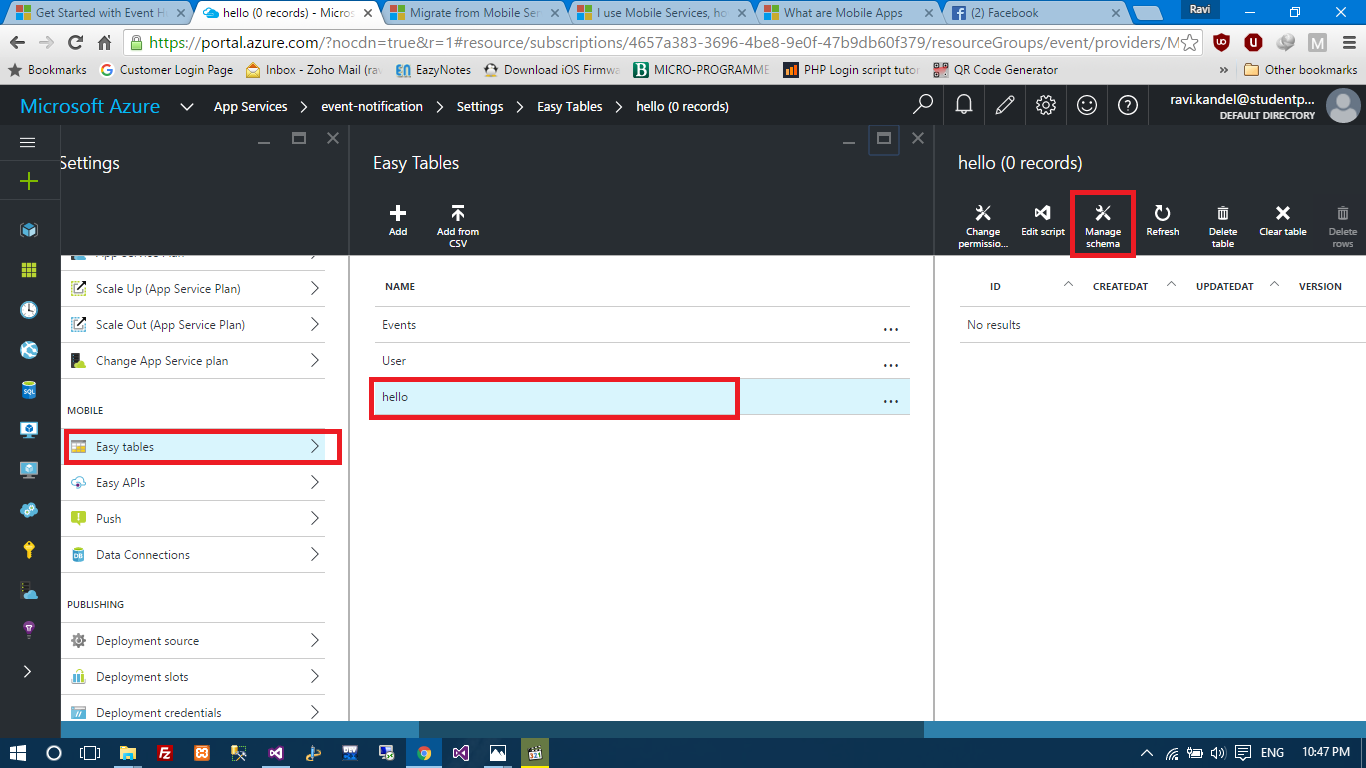 Get Started with Event H
hello (0 records) - Micros
Migrate from Mobile Ser
I use Mobile Services, ho
What are Mobile Apps
(2) Facebook
Ravi
https://portal.azure.com/?nocdn=true&r=1#resource/subscriptions/4657a383-3696-4be8-9e0f-47b9db60f379/resourceGroups/event/providers/M
Bookmarks
Customer Login Page
Inbox - Zoho Mail (rav
EazyNotes
Download iOS Firmwa
MICRO-PROGRAMME
PHP Login script tutor
QR Code Generator
»
Other bookmarks
Microsoft Azure
App Services > event-notification > Settings > Easy Tables > hello (0 records)
ravi.kandel@studentp...
DEFAULT DIRECTORY
Settings
App Service Plan
Scale Up (App Service Plan)
Scale Out (App Service Plan)
Change App Service plan
MOBILE
Easy tables
Easy APIs
Push
Data Connections
PUBLISHING
Deployment source
Deployment slots
Deployment credentials
Easy Tables
Add
Add from
CSV
NAME
Events ...
User ...
hello ...
hello (0 records)
Change
permissio...
Edit script
Manage
schema
Refresh
Delete
table
Clear table
Delete
rows
ID CREATEDAT UPDATEDAT VERSION
No results
ENG 10:47 PM